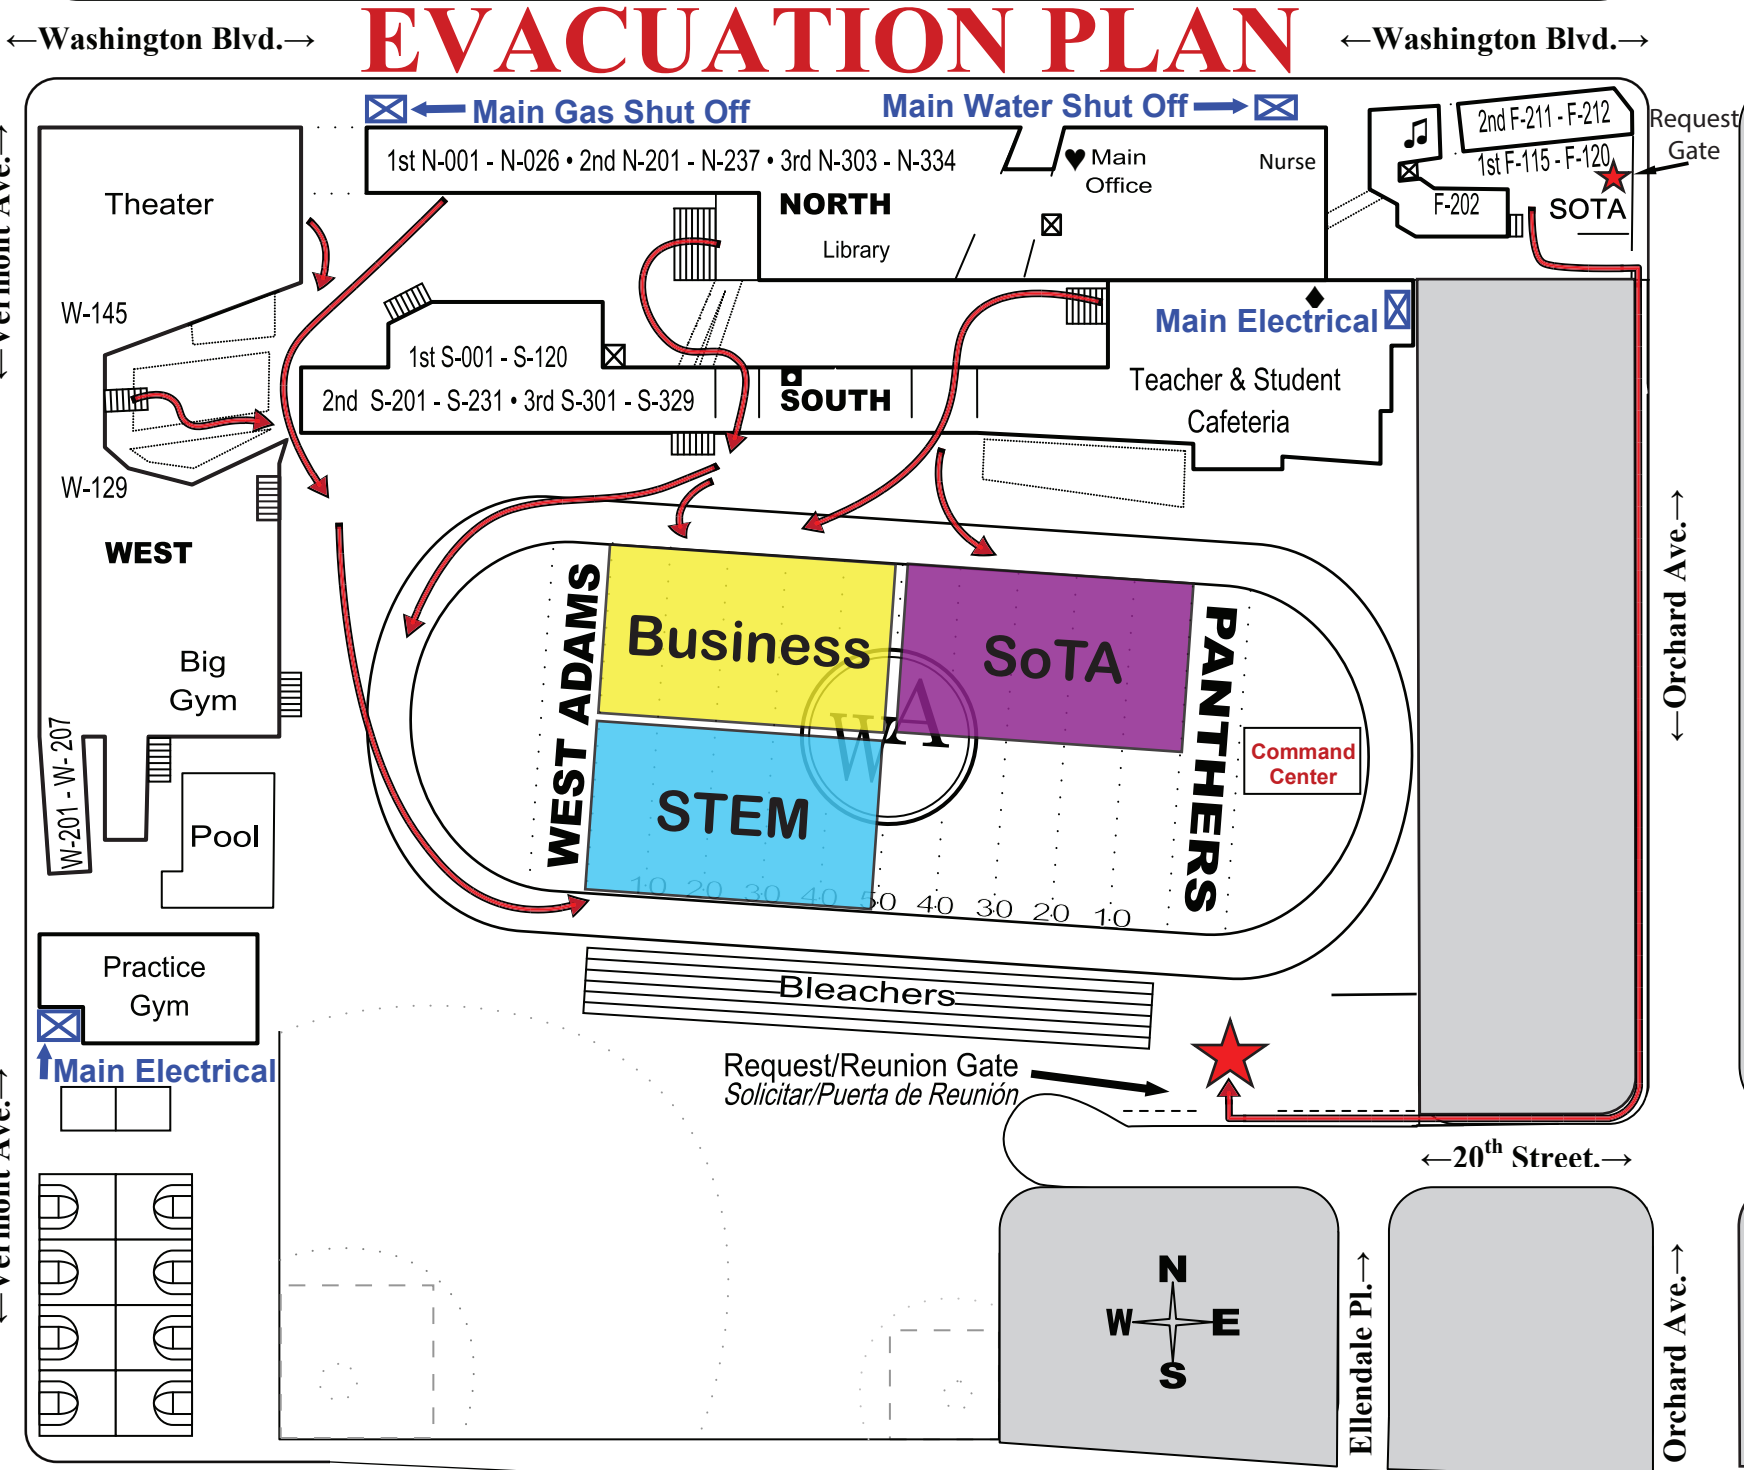 EVACUATION PLAN
←Washington Blvd.→
←Washington Blvd.→
Main Gas Shut Off
Main Water Shut Off
2nd F-211 - F-212
1st F-115 - F-120
F-202
SOTA
Request
Gate
←Vermont Ave.→
Theater
1st N-001 - N-026 • 2nd N-201 - N-237 • 3rd N-303 - N-334
♥ Main
Office
Nurse
NORTH
Library
W-145
1st S-001 - S-120
2nd S-201 - S-231 • 3rd S-301 - S-329
SOUTH
Main Electrical
Teacher & Student
Cafeteria
W-129
WEST
Big
Gym
W-201 - W- 207
Pool
WEST ADAMS
Business
SoTA
STEM
WA
PANTHERS
Command
Center
10 20 30 40 50 40 30 20 10
←Orchard Ave.→
Practice
Gym
Main Electrical
Bleachers
Request/Reunion Gate
Solicitar/Puerta de Reunión
←20th Street.→
←Vermont Ave.→
N
W E
S
Ellendale Pl.→
Orchard Ave.→